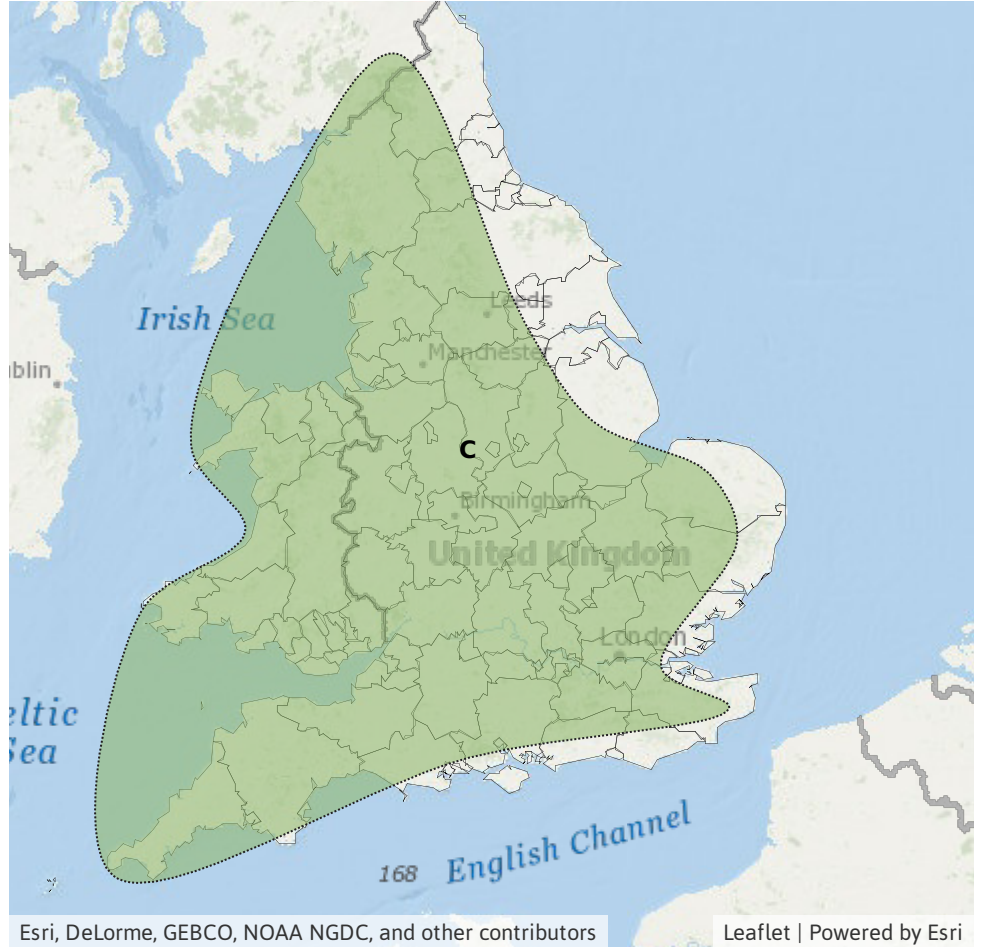 Leeds
Irish Sea
Manchester
blin
C
Birmingham
United Kingdom
London
eltic
Sea
English Channel
168
Esri, DeLorme, GEBCO, NOAA NGDC, and other contributors
Leaflet | Powered by Esri